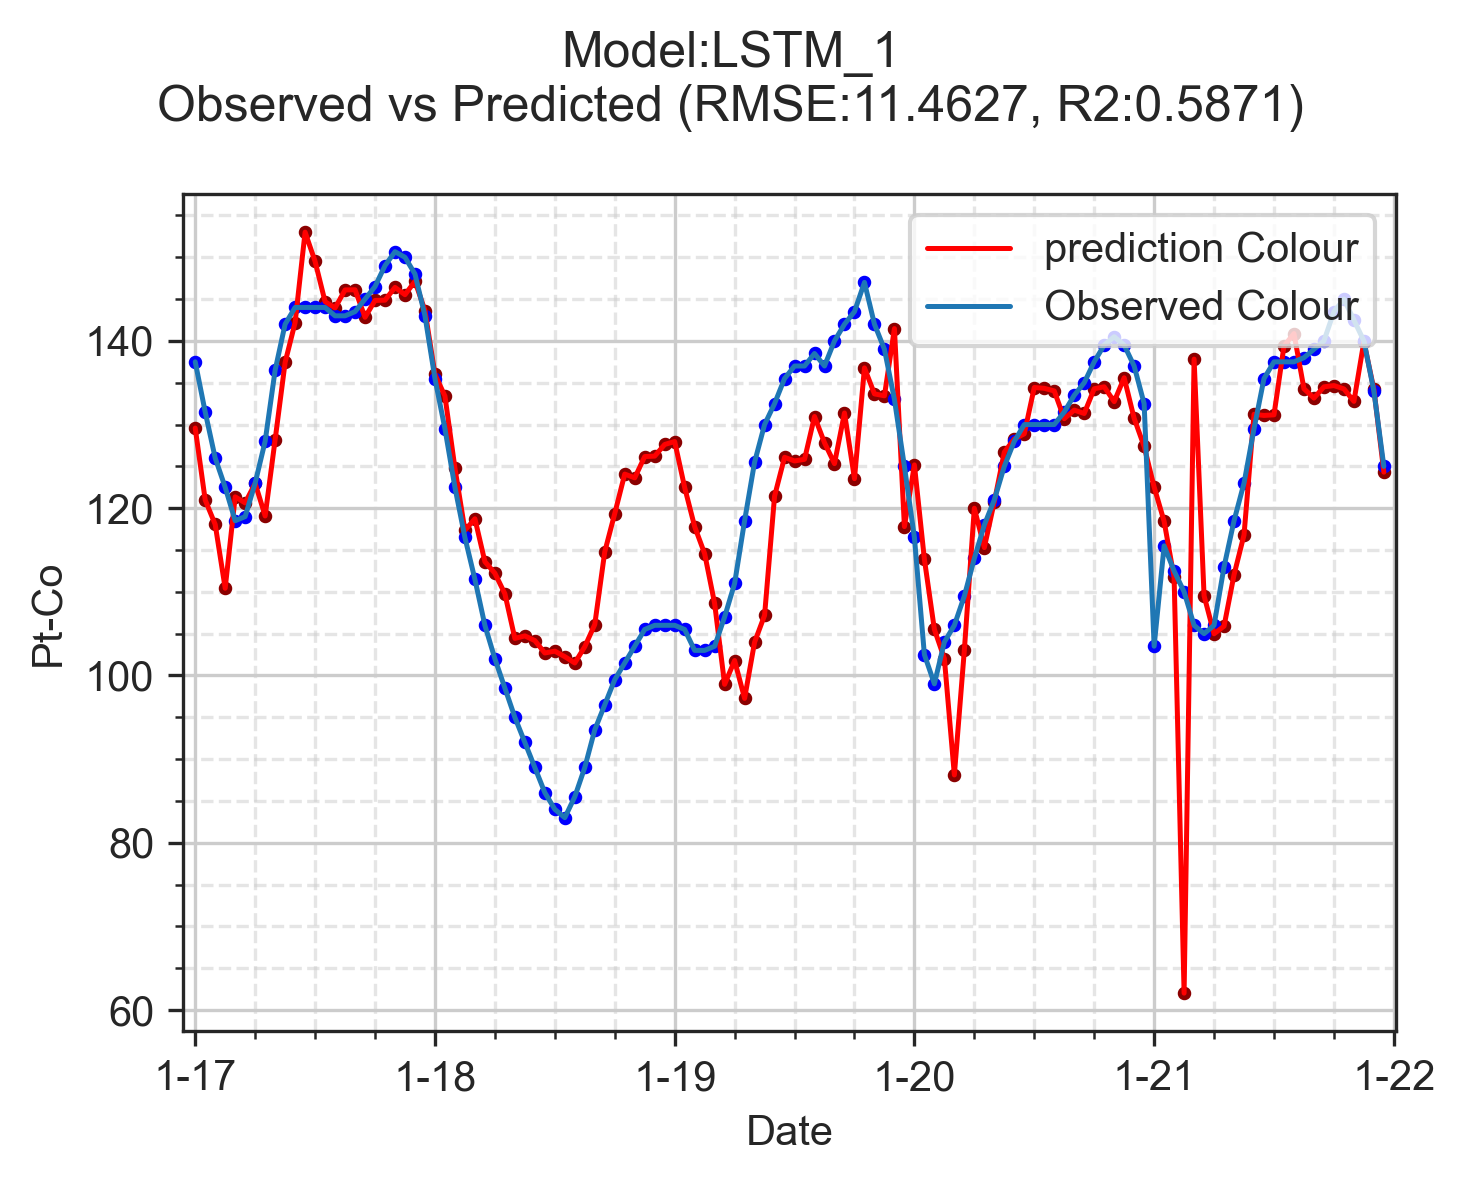 Model:LSTM_1
Observed vs Predicted (RMSE:11.4627, R2:0.5871)
prediction Colour
Observed Colour
140
120
100
80
60
Pt-Co
1-17 1-18 1-19 1-20 1-21 1-22
Date